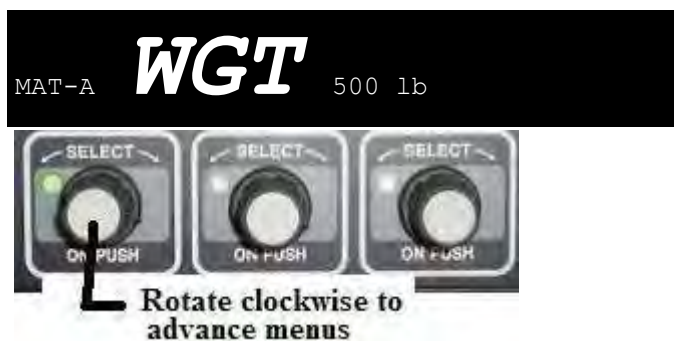 MAT-A WGT 500 lb
SELECT SELECT SELECT
ON PUSH ON PUSH ON PUSH
Rotate clockwise to
advance menus